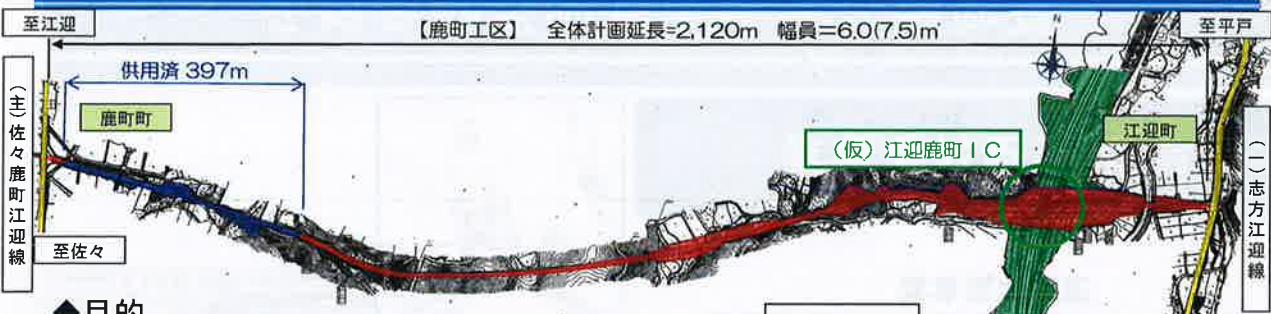 至江迎
【鹿町工区】 全体計画延長=2,120m 幅員=6.0(7.5)m
至平戸
N
供用済 397m
(主)佐々鹿町江迎線
鹿町町
(仮)江迎鹿町IC
江迎町
(一)志方江迎線
至佐々
◆目的